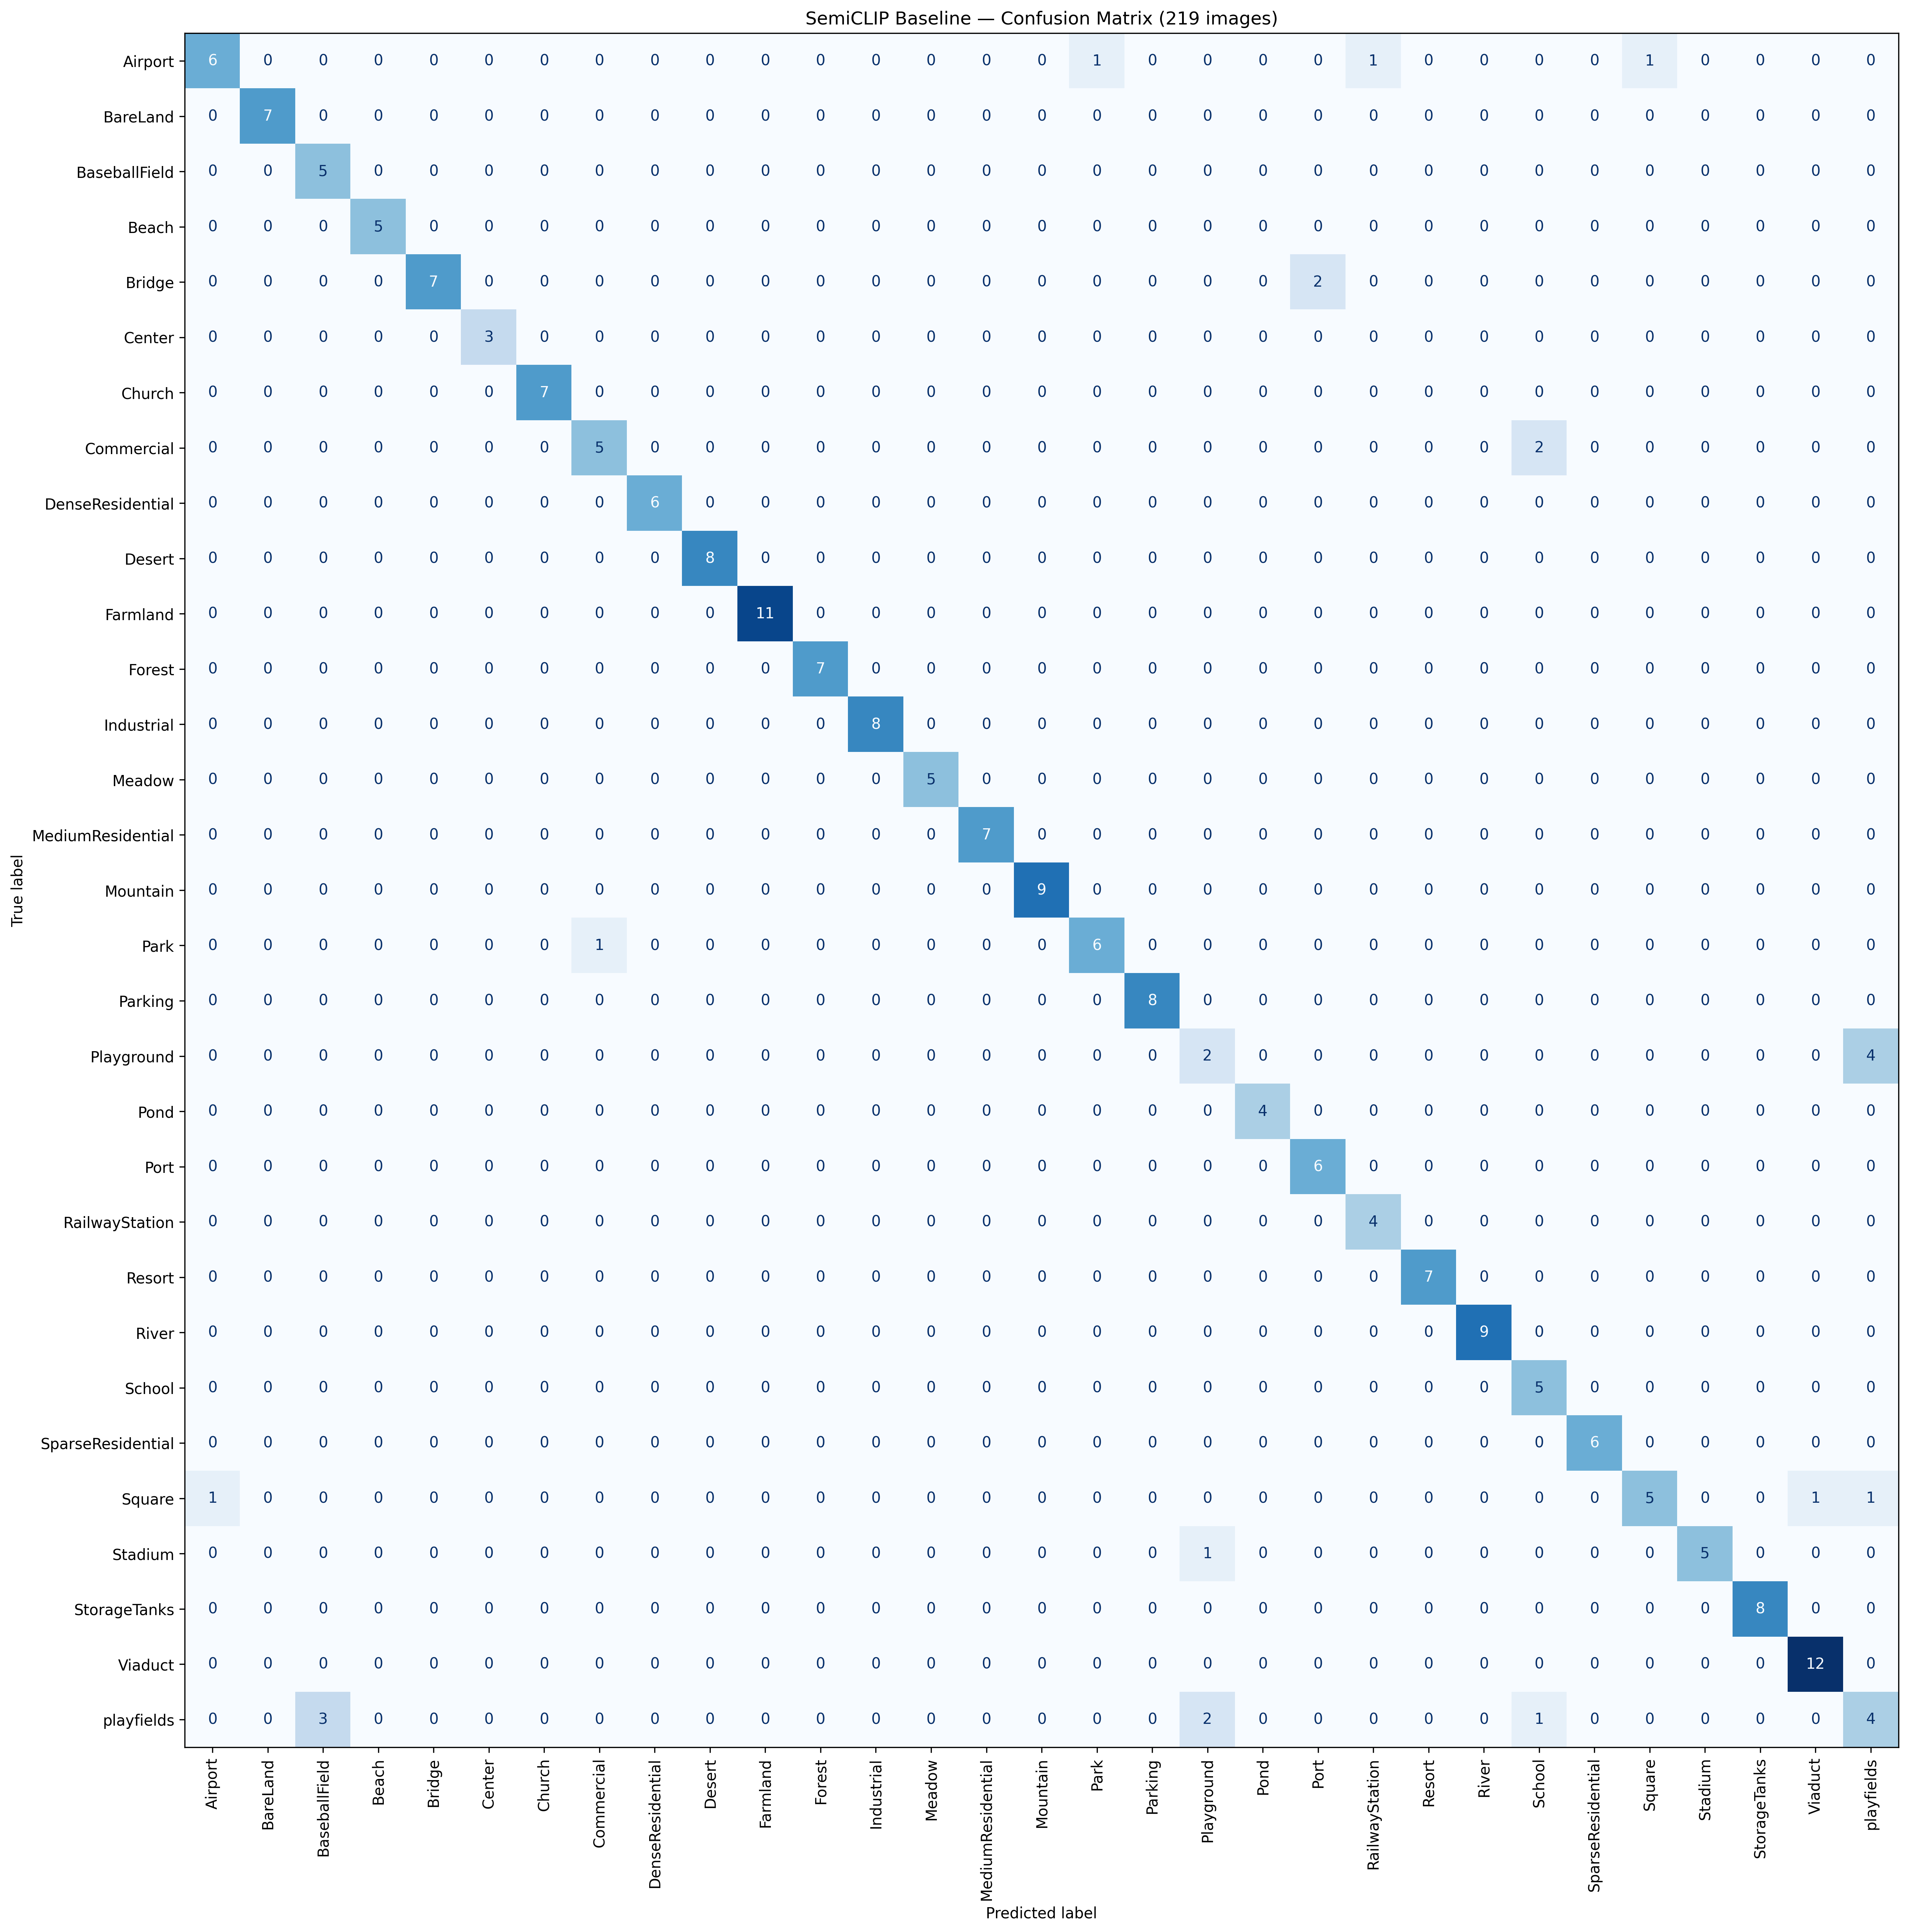 SemiCLIP Baseline — Confusion Matrix (219 images)
True label
Airport 6 0 0 0 0 0 0 0 0 0 0 0 0 0 0 0 1 0 0 0 0 1 0 0 0 0 1 0 0 0 0
BareLand 0 7 0 0 0 0 0 0 0 0 0 0 0 0 0 0 0 0 0 0 0 0 0 0 0 0 0 0 0 0 0
BaseballField 0 0 5 0 0 0 0 0 0 0 0 0 0 0 0 0 0 0 0 0 0 0 0 0 0 0 0 0 0 0 0
Beach 0 0 0 5 0 0 0 0 0 0 0 0 0 0 0 0 0 0 0 0 0 0 0 0 0 0 0 0 0 0 0
Bridge 0 0 0 0 7 0 0 0 0 0 0 0 0 0 0 0 0 0 0 0 2 0 0 0 0 0 0 0 0 0 0
Center 0 0 0 0 0 3 0 0 0 0 0 0 0 0 0 0 0 0 0 0 0 0 0 0 0 0 0 0 0 0 0
Church 0 0 0 0 0 0 7 0 0 0 0 0 0 0 0 0 0 0 0 0 0 0 0 0 0 0 0 0 0 0 0
Commercial 0 0 0 0 0 0 0 5 0 0 0 0 0 0 0 0 0 0 0 0 0 0 0 0 2 0 0 0 0 0 0
DenseResidential 0 0 0 0 0 0 0 0 6 0 0 0 0 0 0 0 0 0 0 0 0 0 0 0 0 0 0 0 0 0 0
Desert 0 0 0 0 0 0 0 0 0 8 0 0 0 0 0 0 0 0 0 0 0 0 0 0 0 0 0 0 0 0 0
Farmland 0 0 0 0 0 0 0 0 0 0 11 0 0 0 0 0 0 0 0 0 0 0 0 0 0 0 0 0 0 0 0
Forest 0 0 0 0 0 0 0 0 0 0 0 7 0 0 0 0 0 0 0 0 0 0 0 0 0 0 0 0 0 0 0
Industrial 0 0 0 0 0 0 0 0 0 0 0 0 8 0 0 0 0 0 0 0 0 0 0 0 0 0 0 0 0 0 0
Meadow 0 0 0 0 0 0 0 0 0 0 0 0 0 5 0 0 0 0 0 0 0 0 0 0 0 0 0 0 0 0 0
MediumResidential 0 0 0 0 0 0 0 0 0 0 0 0 0 0 7 0 0 0 0 0 0 0 0 0 0 0 0 0 0 0 0
Mountain 0 0 0 0 0 0 0 0 0 0 0 0 0 0 0 9 0 0 0 0 0 0 0 0 0 0 0 0 0 0 0
Park 0 0 0 0 0 0 0 1 0 0 0 0 0 0 0 0 6 0 0 0 0 0 0 0 0 0 0 0 0 0 0
Parking 0 0 0 0 0 0 0 0 0 0 0 0 0 0 0 0 0 8 0 0 0 0 0 0 0 0 0 0 0 0 0
Playground 0 0 0 0 0 0 0 0 0 0 0 0 0 0 0 0 0 0 2 0 0 0 0 0 0 0 0 0 0 0 4
Pond 0 0 0 0 0 0 0 0 0 0 0 0 0 0 0 0 0 0 0 4 0 0 0 0 0 0 0 0 0 0 0
Port 0 0 0 0 0 0 0 0 0 0 0 0 0 0 0 0 0 0 0 0 6 0 0 0 0 0 0 0 0 0 0
RailwayStation 0 0 0 0 0 0 0 0 0 0 0 0 0 0 0 0 0 0 0 0 0 4 0 0 0 0 0 0 0 0 0
Resort 0 0 0 0 0 0 0 0 0 0 0 0 0 0 0 0 0 0 0 0 0 0 7 0 0 0 0 0 0 0 0
River 0 0 0 0 0 0 0 0 0 0 0 0 0 0 0 0 0 0 0 0 0 0 0 9 0 0 0 0 0 0 0
School 0 0 0 0 0 0 0 0 0 0 0 0 0 0 0 0 0 0 0 0 0 0 0 0 5 0 0 0 0 0 0
SparseResidential 0 0 0 0 0 0 0 0 0 0 0 0 0 0 0 0 0 0 0 0 0 0 0 0 0 6 0 0 0 0 0
Square 1 0 0 0 0 0 0 0 0 0 0 0 0 0 0 0 0 0 0 0 0 0 0 0 0 0 5 0 0 1 1
Stadium 0 0 0 0 0 0 0 0 0 0 0 0 0 0 0 0 0 0 1 0 0 0 0 0 0 0 0 5 0 0 0
StorageTanks 0 0 0 0 0 0 0 0 0 0 0 0 0 0 0 0 0 0 0 0 0 0 0 0 0 0 0 0 8 0 0
Viaduct 0 0 0 0 0 0 0 0 0 0 0 0 0 0 0 0 0 0 0 0 0 0 0 0 0 0 0 0 0 12 0
playfields 0 0 3 0 0 0 0 0 0 0 0 0 0 0 0 0 0 0 2 0 0 0 0 0 1 0 0 0 0 0 4
Airport
BareLand
BaseballField
Beach
Bridge
Center
Church
Commercial
DenseResidential
Desert
Farmland
Forest
Industrial
Meadow
MediumResidential
Mountain
Park
Parking
Playground
Pond
Port
RailwayStation
Resort
River
School
SparseResidential
Square
Stadium
StorageTanks
Viaduct
playfields
Predicted label